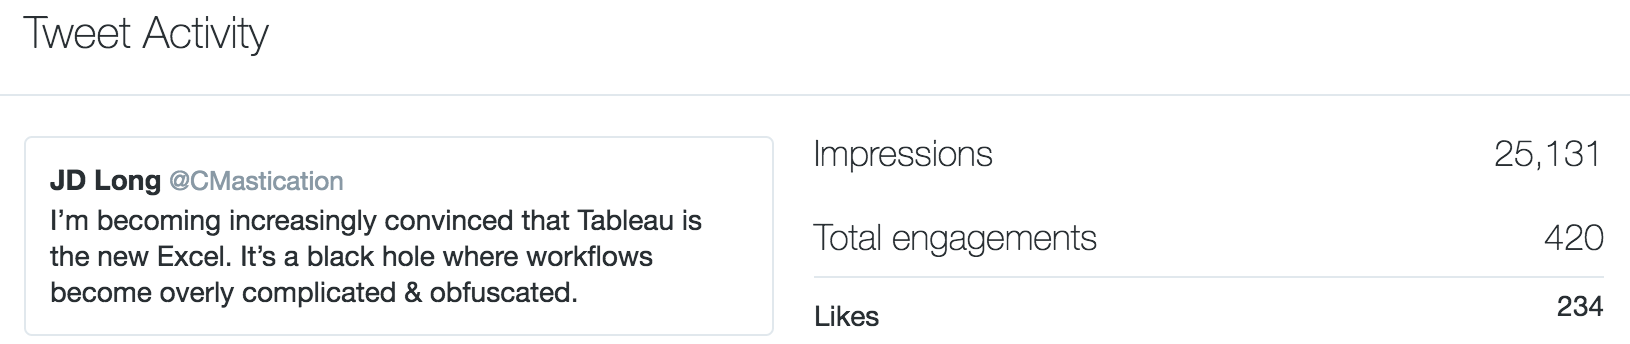 Tweet Activity
JD Long @CMastication
I’m becoming increasingly convinced that Tableau is
the new Excel. It’s a black hole where workflows
become overly complicated & obfuscated.
Impressions 25,131
Total engagements 420
Likes 234